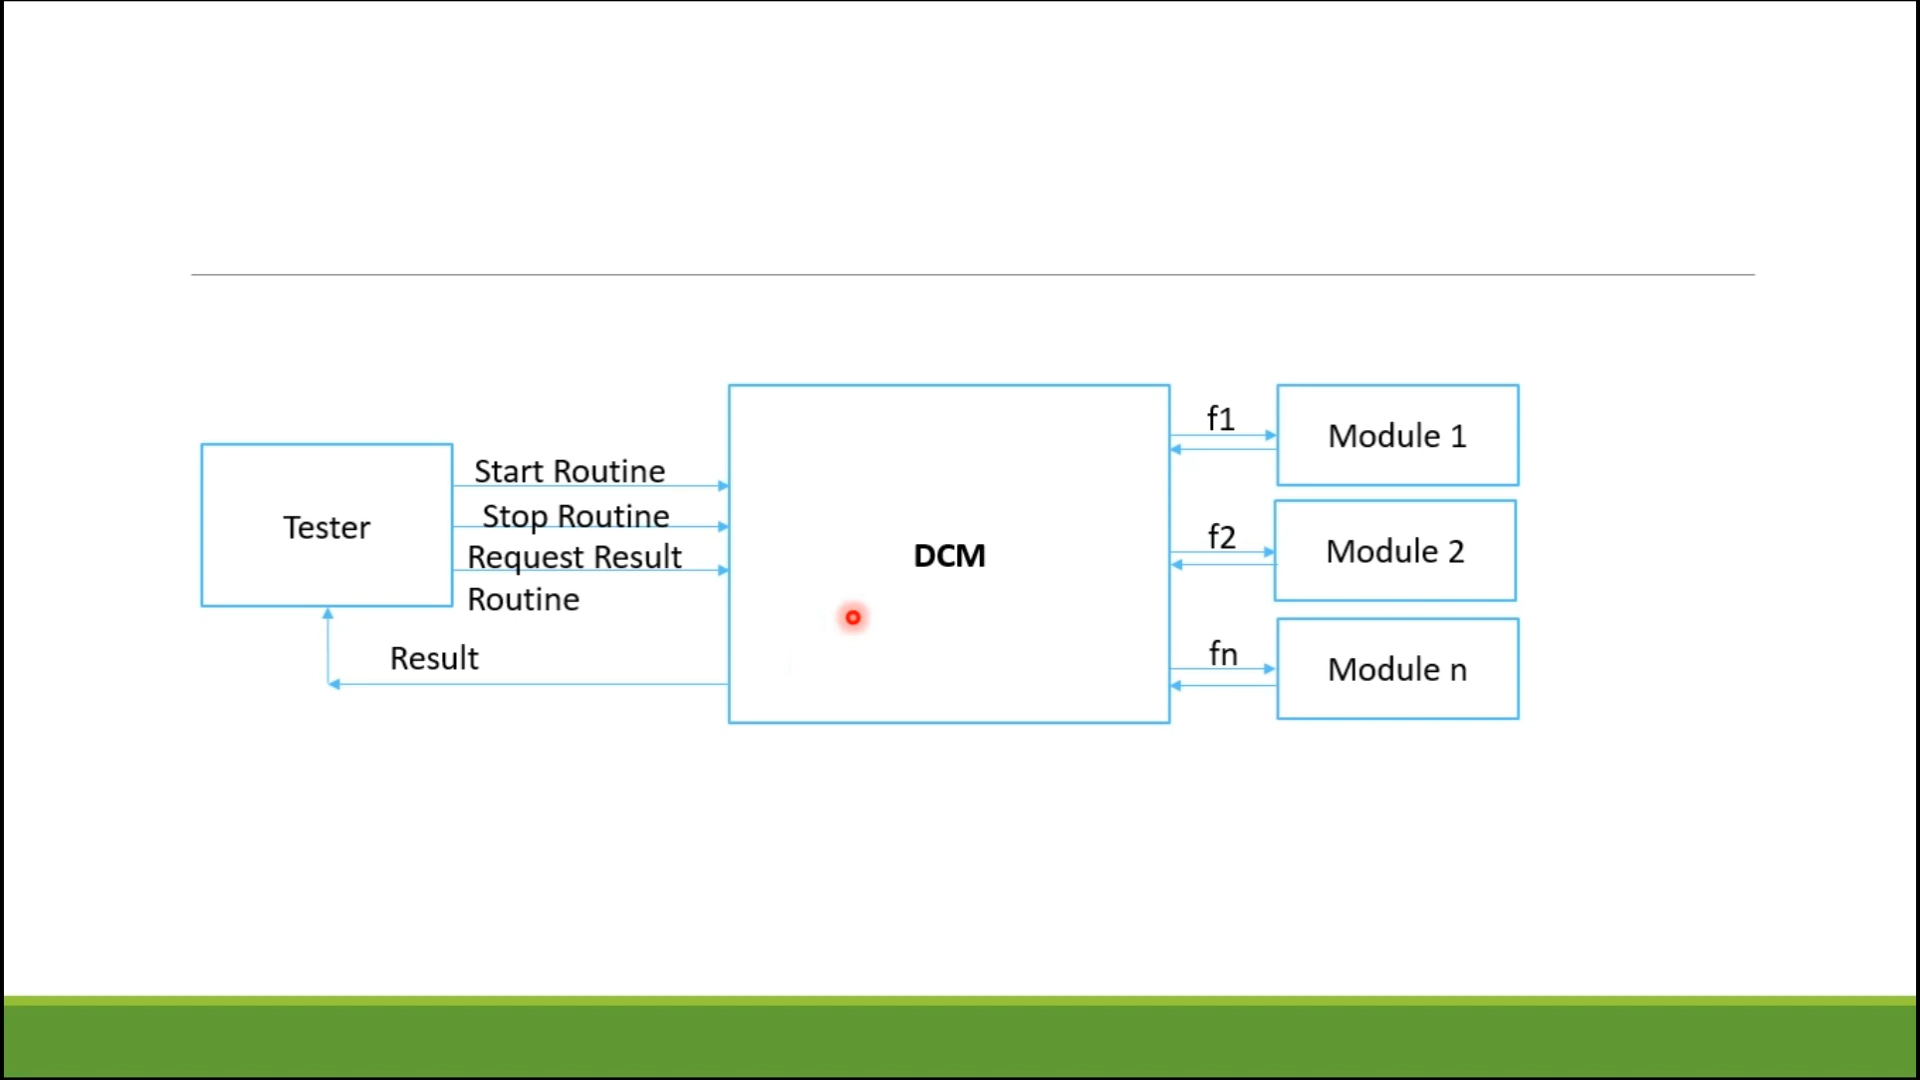 Tester
Start Routine
Stop Routine
Request Result
Routine
Result
DCM
f1
Module 1
f2
Module 2
fn
Module n